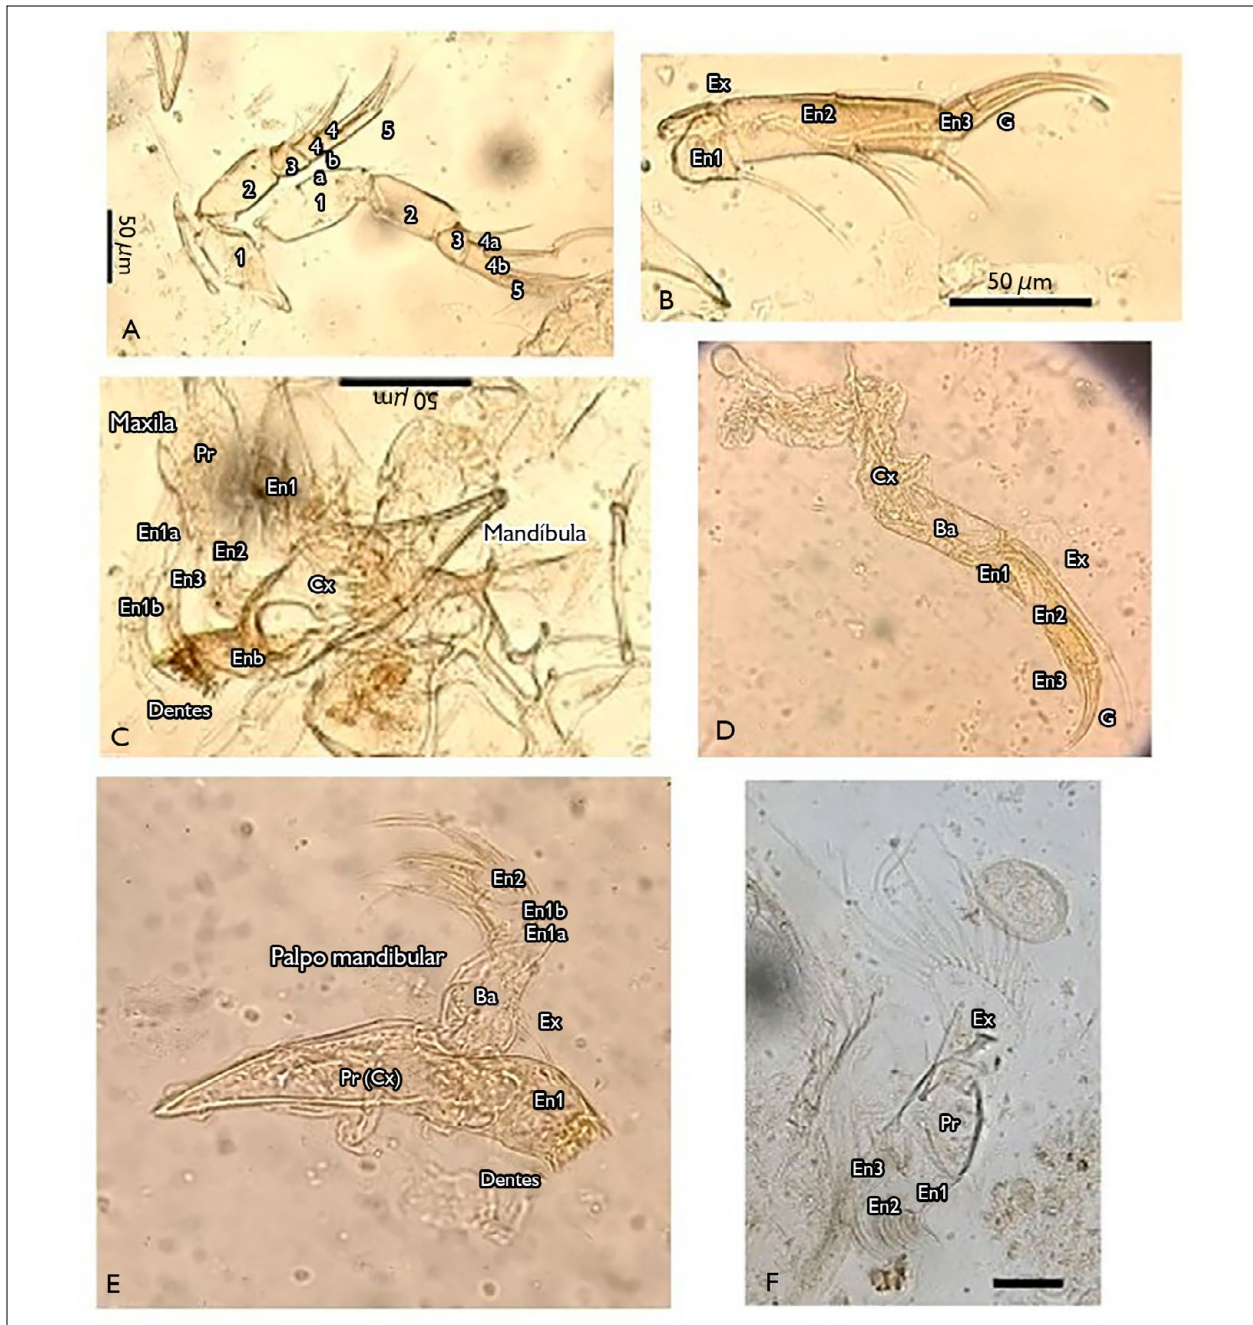 4
5
4
3
b
2
a
1
2
1
3
4a
4b
5
50 µm
A
Ex
En2
En3
G
En1
50 µm
B
50 µm
Maxila
Pr
En1
En1a
Mandíbula
En2
En3
Cx
En1b
Enb
Dentes
C
Cx
Ba
Ex
En1
En2
En3
G
D
En2
En1b
En1a
Palpo mandibular
Ba
Ex
Pr (Cx)
En1
Dentes
E
Ex
Pr
En3
En1
En2
F